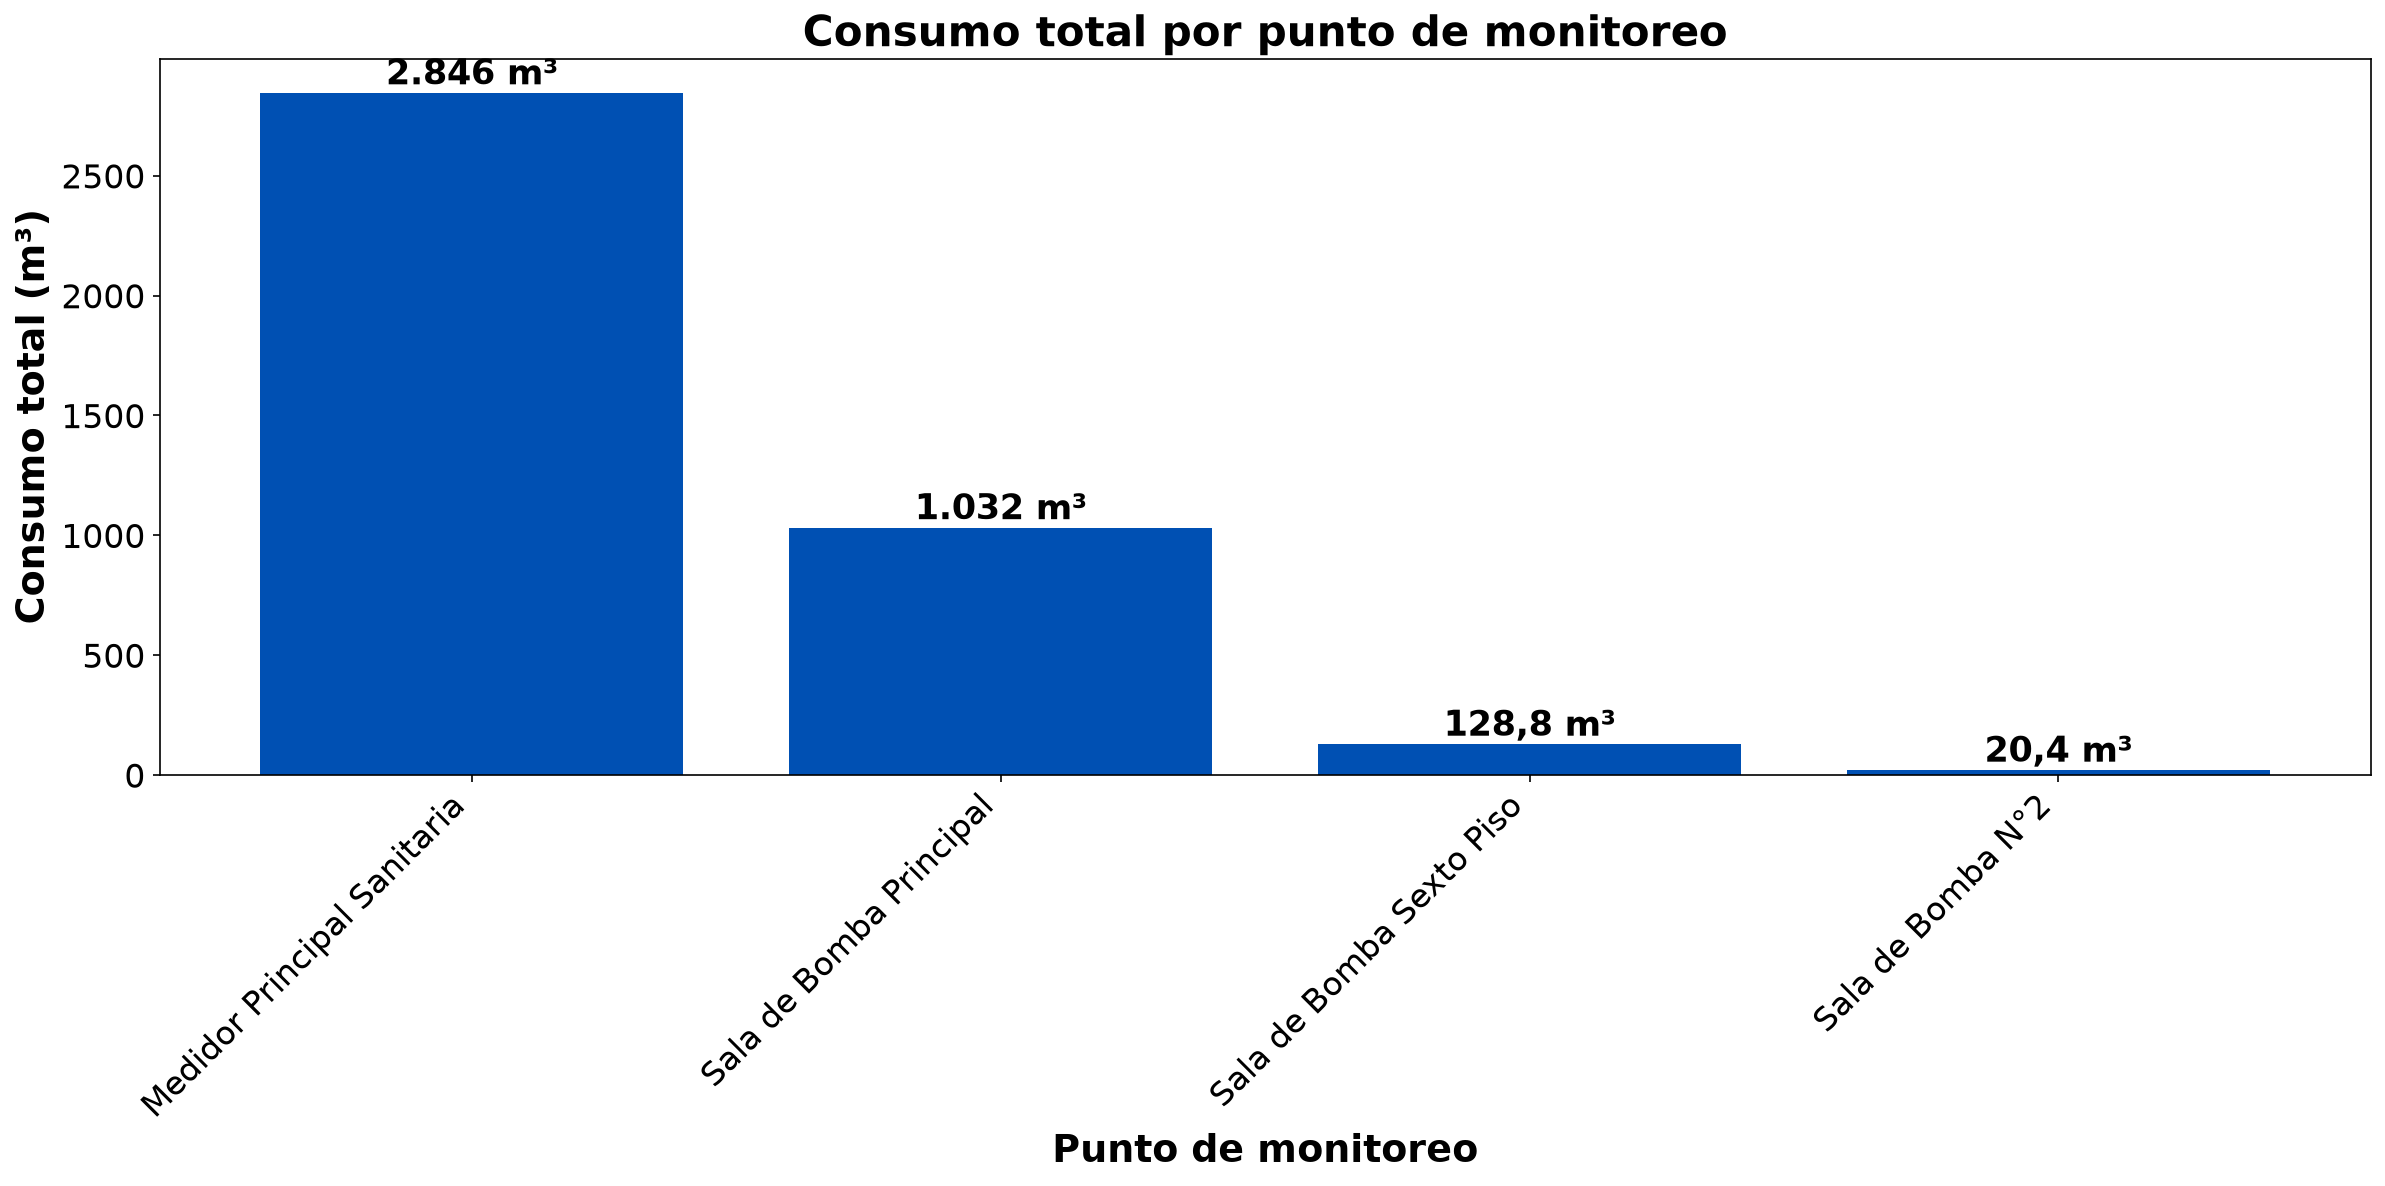 Consumo total por punto de monitoreo
2.846 m³
1.032 m³
128,8 m³
20,4 m³
Consumo total (m³)
2500
2000
1500
1000
500
0
Medidor Principal Sanitaria
Sala de Bomba Principal
Sala de Bomba Sexto Piso
Sala de Bomba N°2
Punto de monitoreo